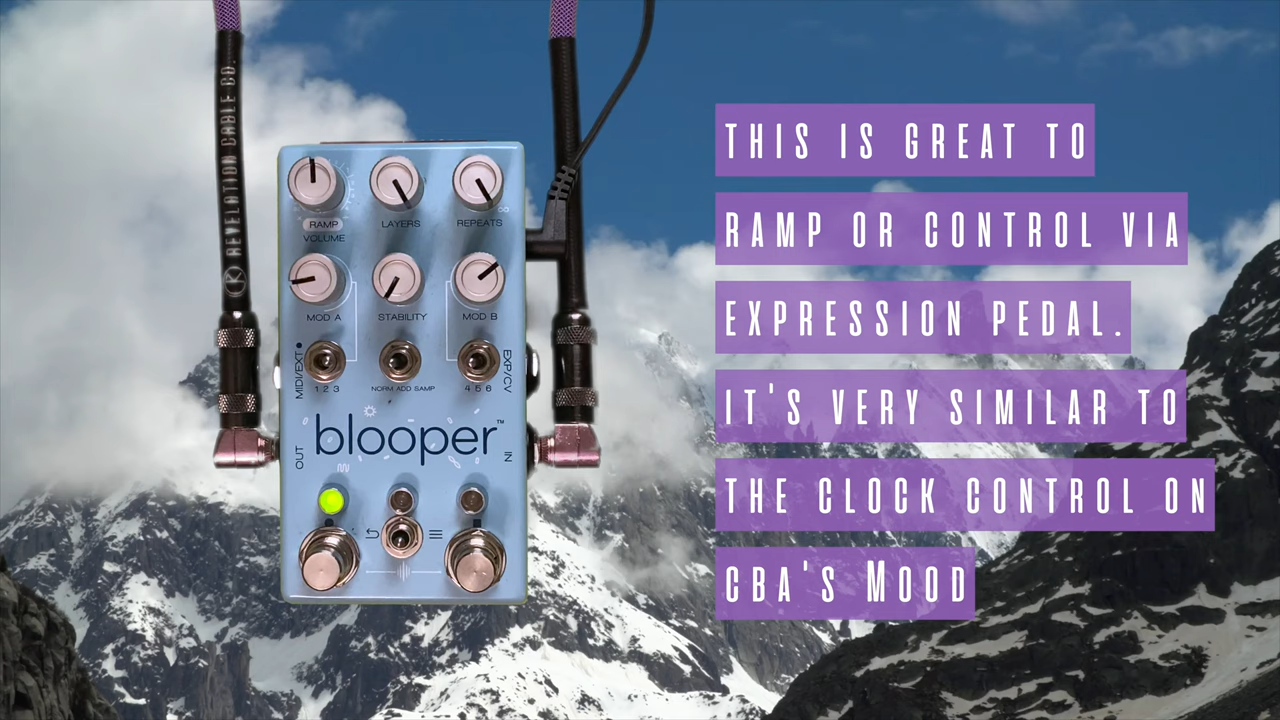 REVELATION CABLE CO.
RAMP
VOLUME
LAYERS
REPEATS
∞
MOD A
STABILITY
MOD B
MIDI/EXT
EXP/CV
1 2 3
NORM ADD SAMP
4 5 6
blooper™
OUT
IN
THIS IS GREAT TO
RAMP OR CONTROL VIA
EXPRESSION PEDAL.
IT'S VERY SIMILAR TO
THE CLOCK CONTROL ON
CBA'S MOOD